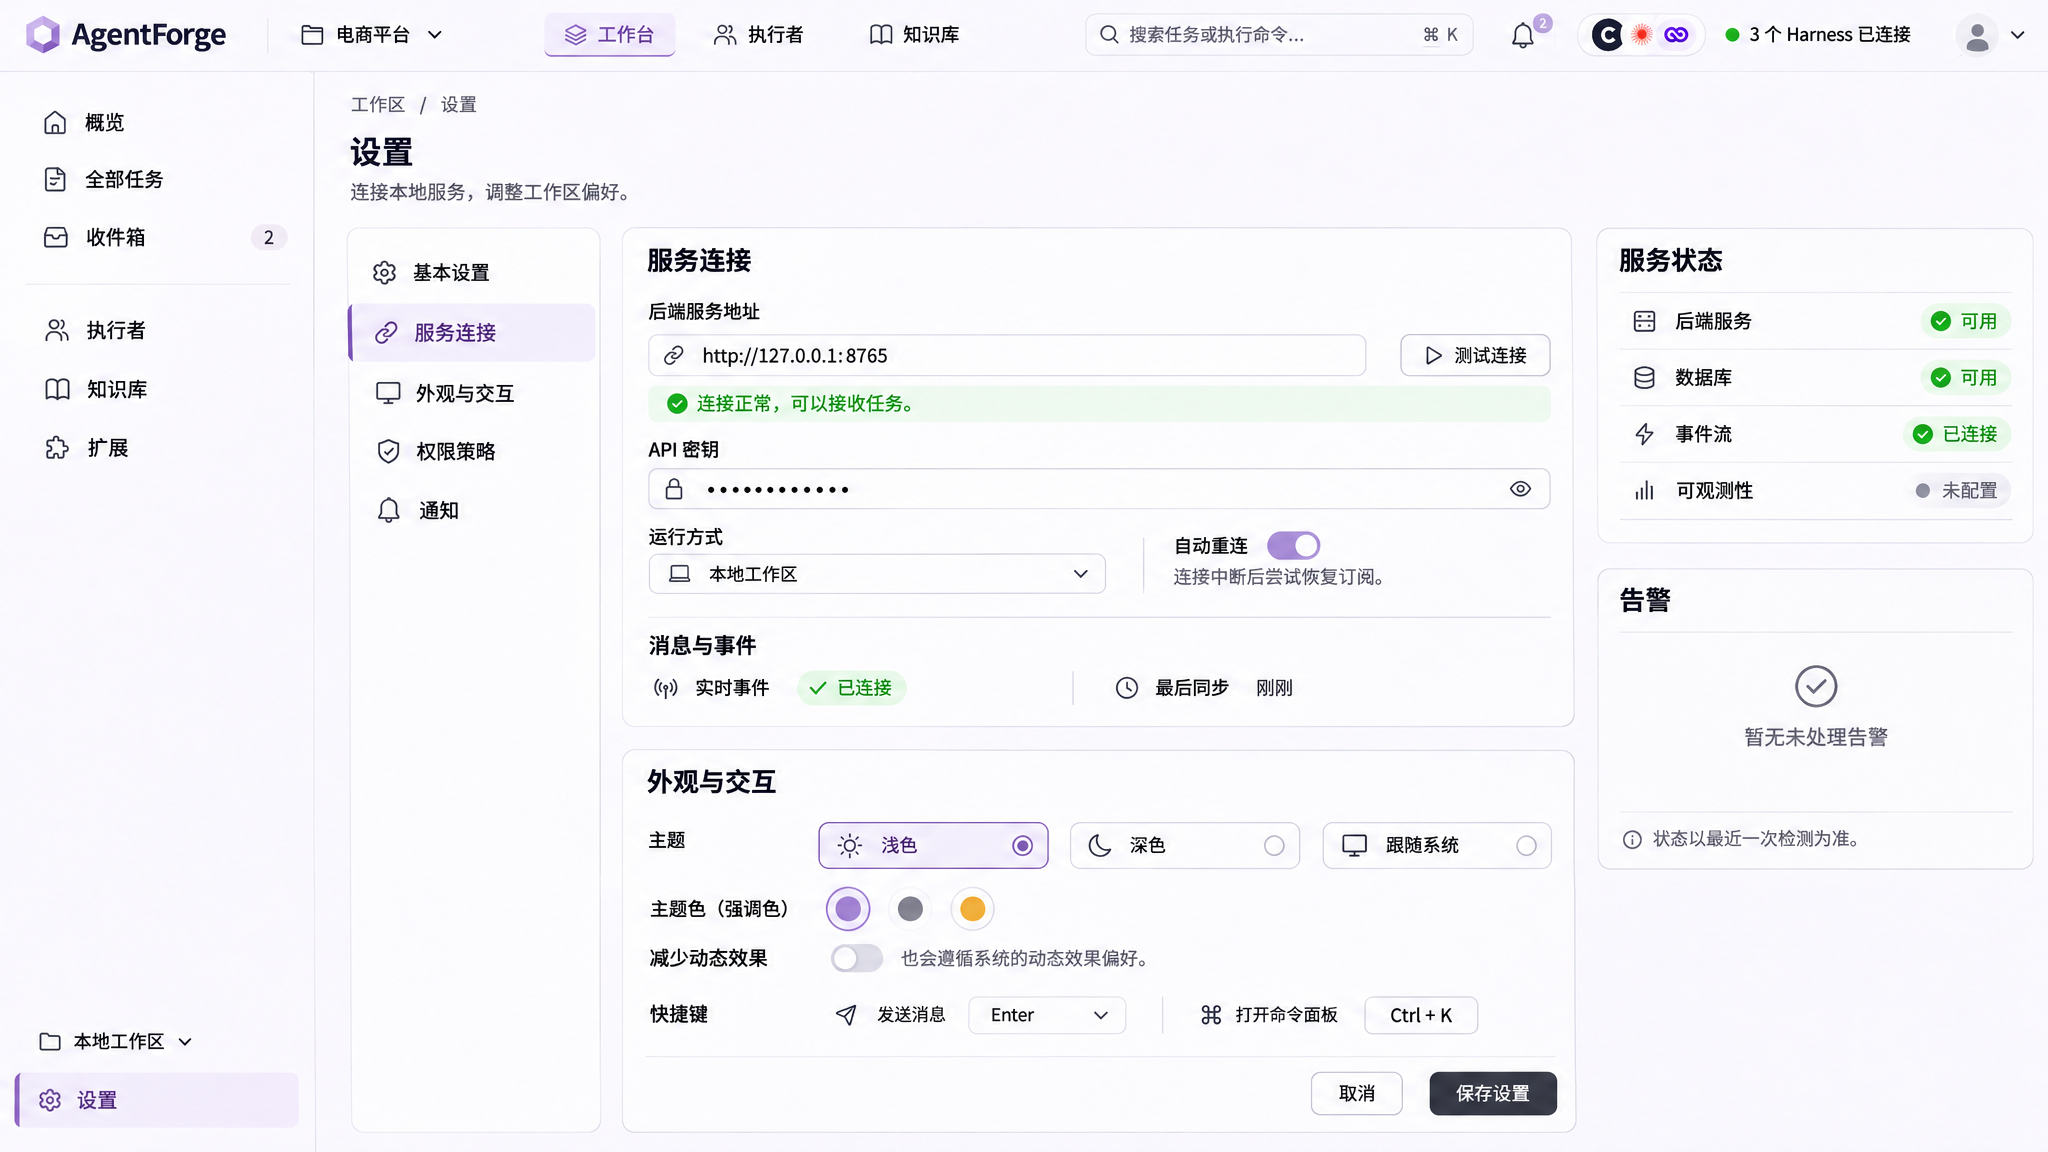 AgentForge
电商平台
工作台
执行者
知识库
搜索任务或执行命令...
⌘ K
2
3 个 Harness 已连接
概览
全部任务
收件箱
2
执行者
知识库
扩展
本地工作区
设置
工作区 / 设置
设置
连接本地服务，调整工作区偏好。
基本设置
服务连接
外观与交互
权限策略
通知
服务连接
后端服务地址
http://127.0.0.1:8765
测试连接
连接正常，可以接收任务。
API 密钥
••••••••••••
运行方式
本地工作区
自动重连
连接中断后尝试恢复订阅。
消息与事件
实时事件
已连接
最后同步
刚刚
外观与交互
主题
浅色
深色
跟随系统
主题色（强调色）
减少动态效果
也会遵循系统的动态效果偏好。
快捷键
发送消息
Enter
⌘ 打开命令面板
Ctrl + K
取消
保存设置
服务状态
后端服务
可用
数据库
可用
事件流
已连接
可观测性
未配置
告警
暂无未处理告警
状态以最近一次检测为准。